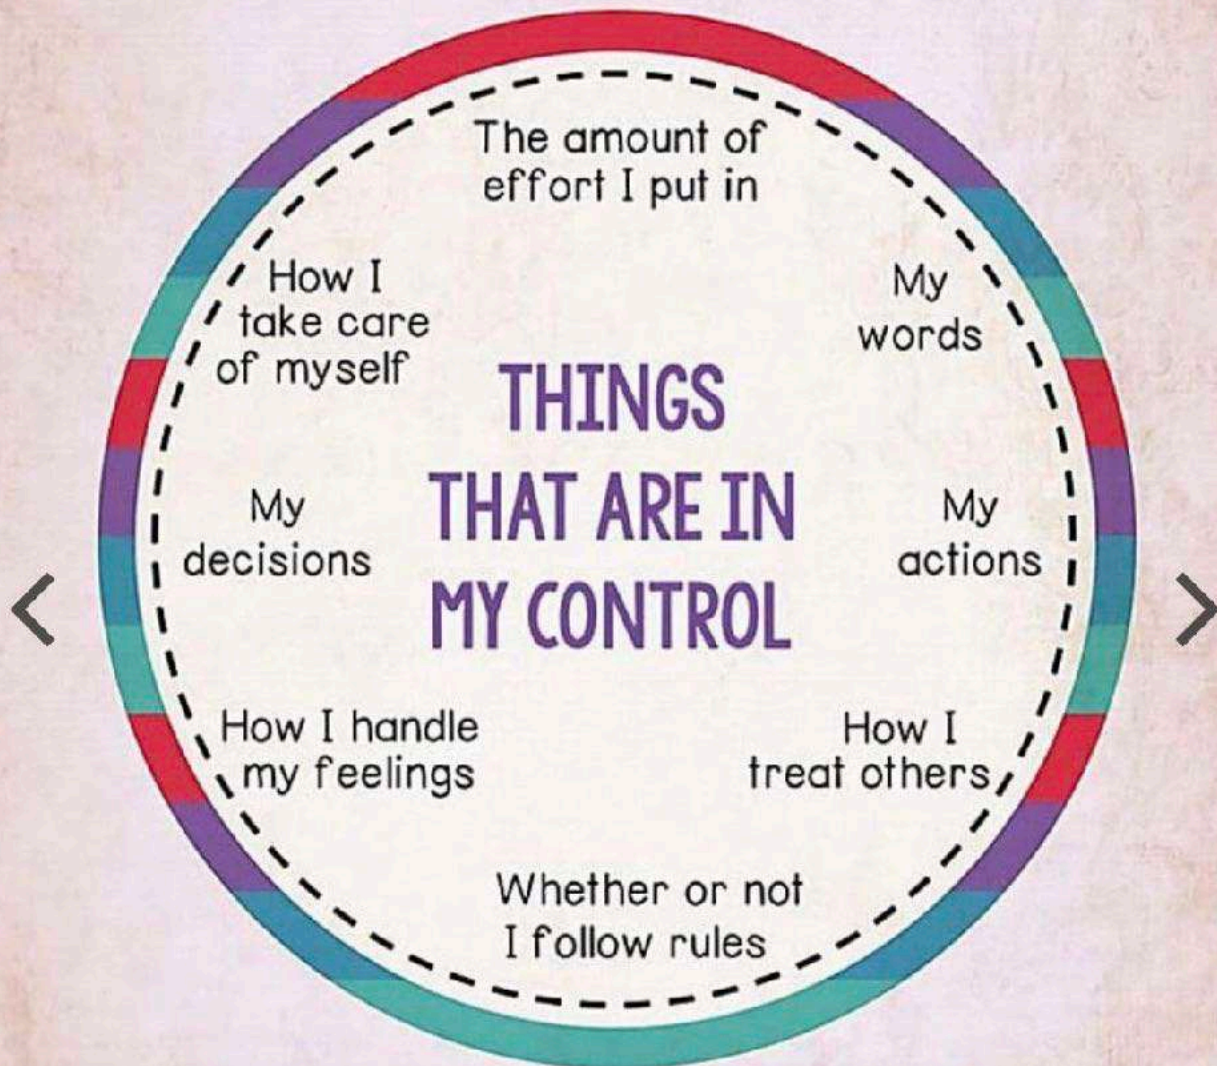 The amount of
effort I put in
My
words
My
actions
How I
treat others
Whether or not
I follow rules
How I handle
my feelings
My
decisions
How I
take care
of myself
THINGS
THAT ARE IN
MY CONTROL